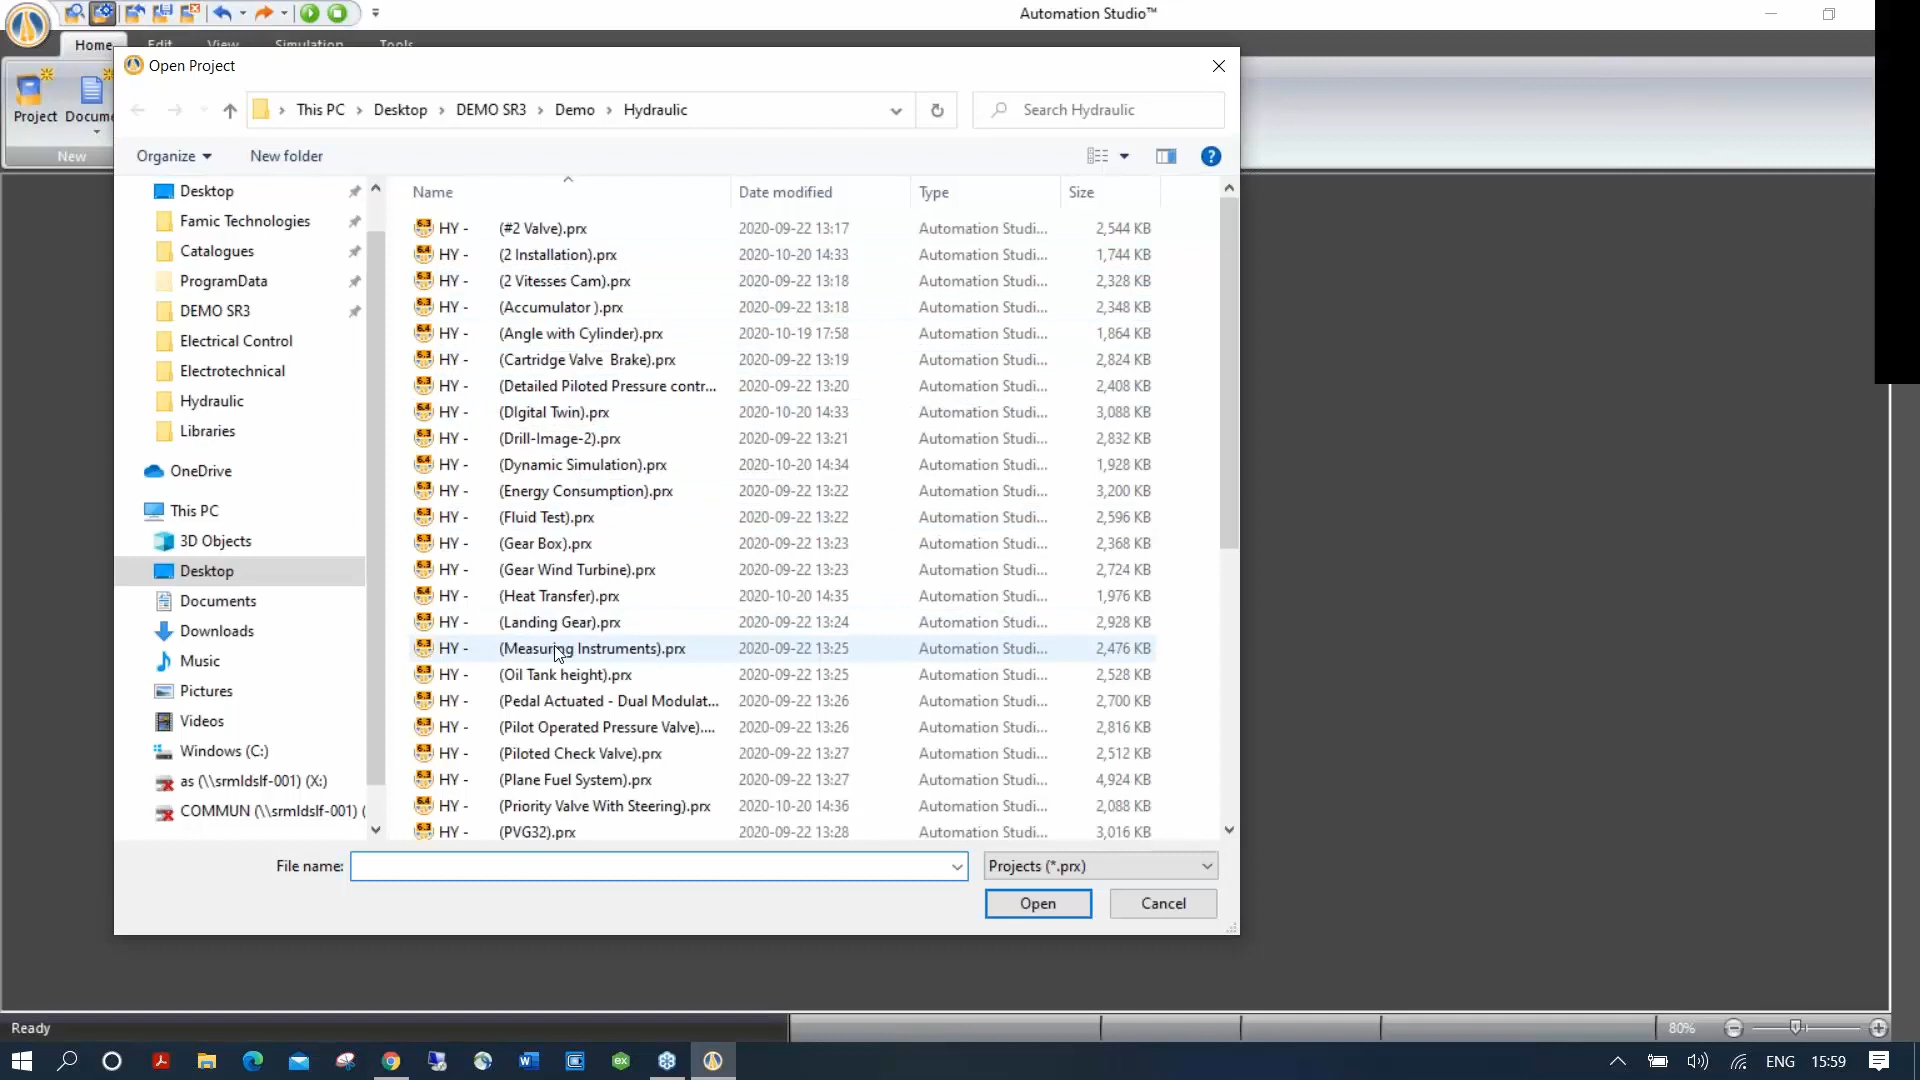 Automation Studio™
Home Edit View Simulation Tools
Project Docum
New
Open Project
This PC > Desktop > DEMO SR3 > Demo > Hydraulic
Search Hydraulic
Organize New folder
Desktop
Famic Technologies
Catalogues
ProgramData
DEMO SR3
Electrical Control
Electrotechnical
Hydraulic
Libraries
OneDrive
This PC
3D Objects
Desktop
Documents
Downloads
Music
Pictures
Videos
Windows (C:)
as (\\srmldslf-001) (X:)
COMMUN (\\srmldslf-001) (
Name Date modified Type Size
HY - (#2 Valve).prx 2020-09-22 13:17 Automation Studi... 2,544 KB
HY - (2 Installation).prx 2020-10-20 14:33 Automation Studi... 1,744 KB
HY - (2 Vitesses Cam).prx 2020-09-22 13:18 Automation Studi... 2,328 KB
HY - (Accumulator ).prx 2020-09-22 13:18 Automation Studi... 2,348 KB
HY - (Angle with Cylinder).prx 2020-10-19 17:58 Automation Studi... 1,864 KB
HY - (Cartridge Valve Brake).prx 2020-09-22 13:19 Automation Studi... 2,824 KB
HY - (Detailed Piloted Pressure contr... 2020-09-22 13:20 Automation Studi... 2,408 KB
HY - (DIgital Twin).prx 2020-10-20 14:33 Automation Studi... 3,088 KB
HY - (Drill-Image-2).prx 2020-09-22 13:21 Automation Studi... 2,832 KB
HY - (Dynamic Simulation).prx 2020-10-20 14:34 Automation Studi... 1,928 KB
HY - (Energy Consumption).prx 2020-09-22 13:22 Automation Studi... 3,200 KB
HY - (Fluid Test).prx 2020-09-22 13:22 Automation Studi... 2,596 KB
HY - (Gear Box).prx 2020-09-22 13:23 Automation Studi... 2,368 KB
HY - (Gear Wind Turbine).prx 2020-09-22 13:23 Automation Studi... 2,724 KB
HY - (Heat Transfer).prx 2020-10-20 14:35 Automation Studi... 1,976 KB
HY - (Landing Gear).prx 2020-09-22 13:24 Automation Studi... 2,928 KB
HY - (Measuring Instruments).prx 2020-09-22 13:25 Automation Studi... 2,476 KB
HY - (Oil Tank height).prx 2020-09-22 13:25 Automation Studi... 2,528 KB
HY - (Pedal Actuated - Dual Modulat... 2020-09-22 13:26 Automation Studi... 2,700 KB
HY - (Pilot Operated Pressure Valve).... 2020-09-22 13:26 Automation Studi... 2,816 KB
HY - (Piloted Check Valve).prx 2020-09-22 13:27 Automation Studi... 2,512 KB
HY - (Plane Fuel System).prx 2020-09-22 13:27 Automation Studi... 4,924 KB
HY - (Priority Valve With Steering).prx 2020-10-20 14:36 Automation Studi... 2,088 KB
HY - (PVG32).prx 2020-09-22 13:28 Automation Studi... 3,016 KB
File name: Projects (*.prx)
Open Cancel
Ready 80%
ENG 15:59